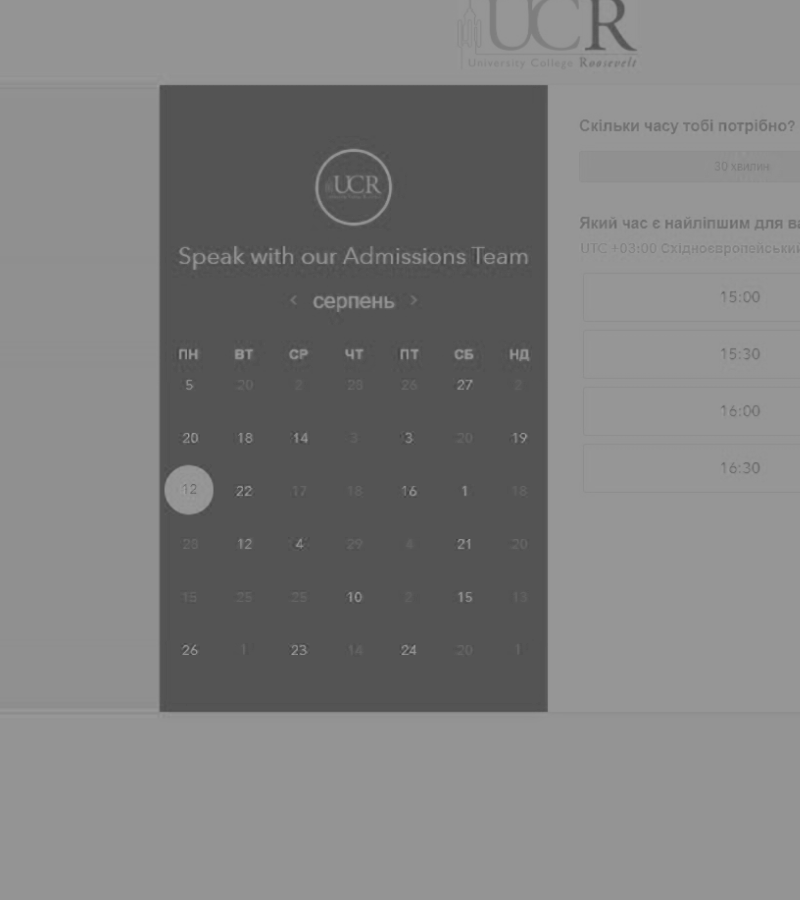 UCR
University College Roosevelt
UCR
Speak with our Admissions Team
< серпень >
ПН ВТ СР ЧТ ПТ СБ НД
5 20 2 28 26 27 2
20 18 14 3 3 20 19
12 22 17 18 16 1 18
28 12 4 29 4 21 20
15 25 25 10 2 15 13
26 1 23 14 24 20 1
Скільки часу тобі потрібно?
30 хвилин
Який час є найліпшим для ва
UTC +03:00 Східноєвропейський
15:00
15:30
16:00
16:30